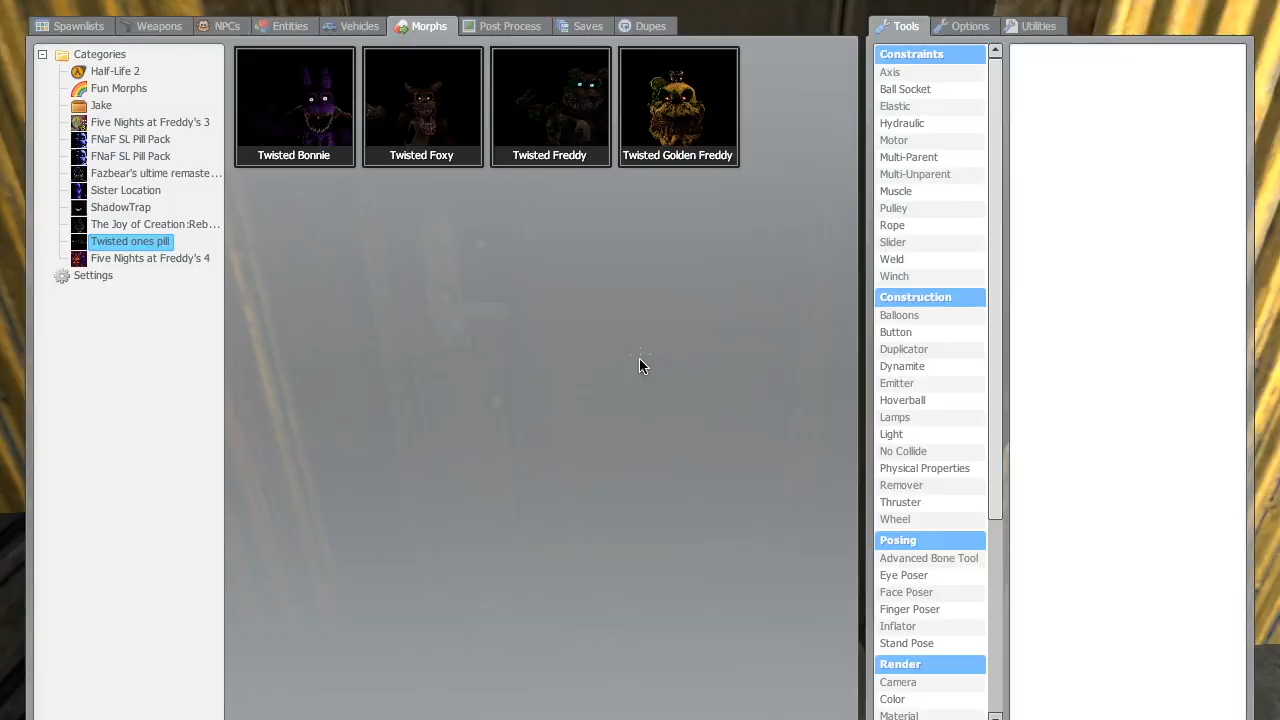 Spawnlists Weapons NPCs Entities Vehicles Morphs Post Process Saves Dupes
Categories
Half-Life 2
Fun Morphs
Jake
Five Nights at Freddy's 3
FNaF SL Pill Pack
FNaF SL Pill Pack
Fazbear's ultime remaste...
Sister Location
ShadowTrap
The Joy of Creation:Reb...
Twisted ones pill
Five Nights at Freddy's 4
Settings
Twisted Bonnie
Twisted Foxy
Twisted Freddy
Twisted Golden Freddy
Tools Options Utilities
Constraints
Axis
Ball Socket
Elastic
Hydraulic
Motor
Multi-Parent
Multi-Unparent
Muscle
Pulley
Rope
Slider
Weld
Winch
Construction
Balloons
Button
Duplicator
Dynamite
Emitter
Hoverball
Lamps
Light
No Collide
Physical Properties
Remover
Thruster
Wheel
Posing
Advanced Bone Tool
Eye Poser
Face Poser
Finger Poser
Inflator
Stand Pose
Render
Camera
Color
Material